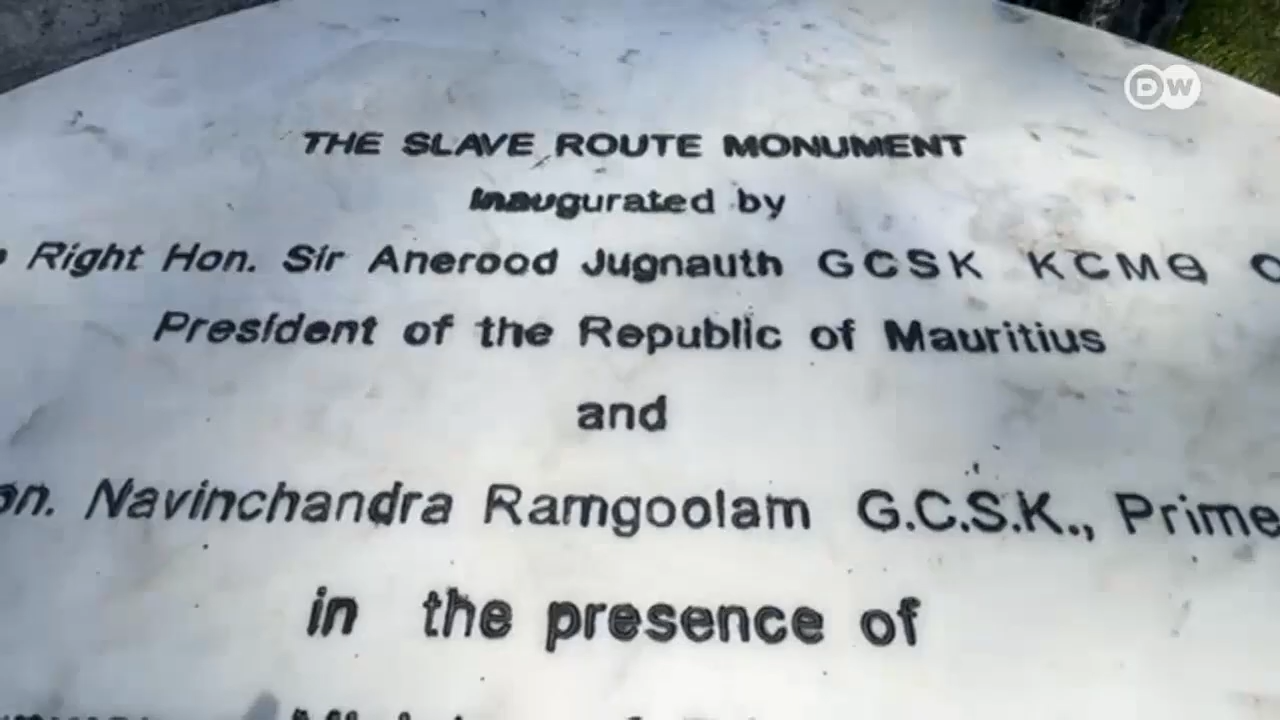 DW
THE SLAVE ROUTE MONUMENT
Inaugurated by
Right Hon. Sir Anerood Jugnauth GCSK KCMG
President of the Republic of Mauritius
and
Navinchandra Ramgoolam G.C.S.K., Prime
in the presence of